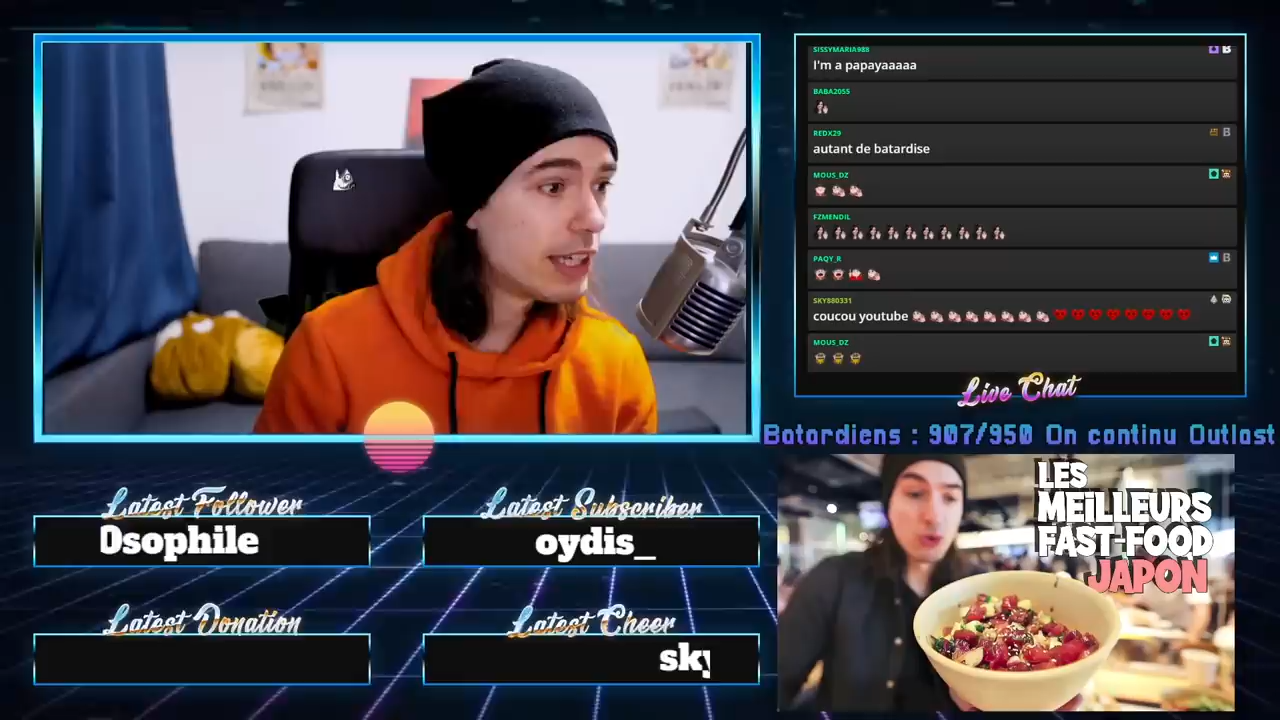 SISSYMARIA988
I'm a papayaaaaa
BABA2055
REDX29
autant de batardise
MOUS_DZ
FZMENDIL
PAQY_R
SKY880331
coucou youtube
MOUS_DZ
Live Chat
Batardiens : 907/950 On continu Outlast
Latest Follower
Osophile
Latest Subscriber
oydis_
Latest Donation
Latest Cheer
sky
LES
MEILLEURS
FAST-FOOD
JAPON